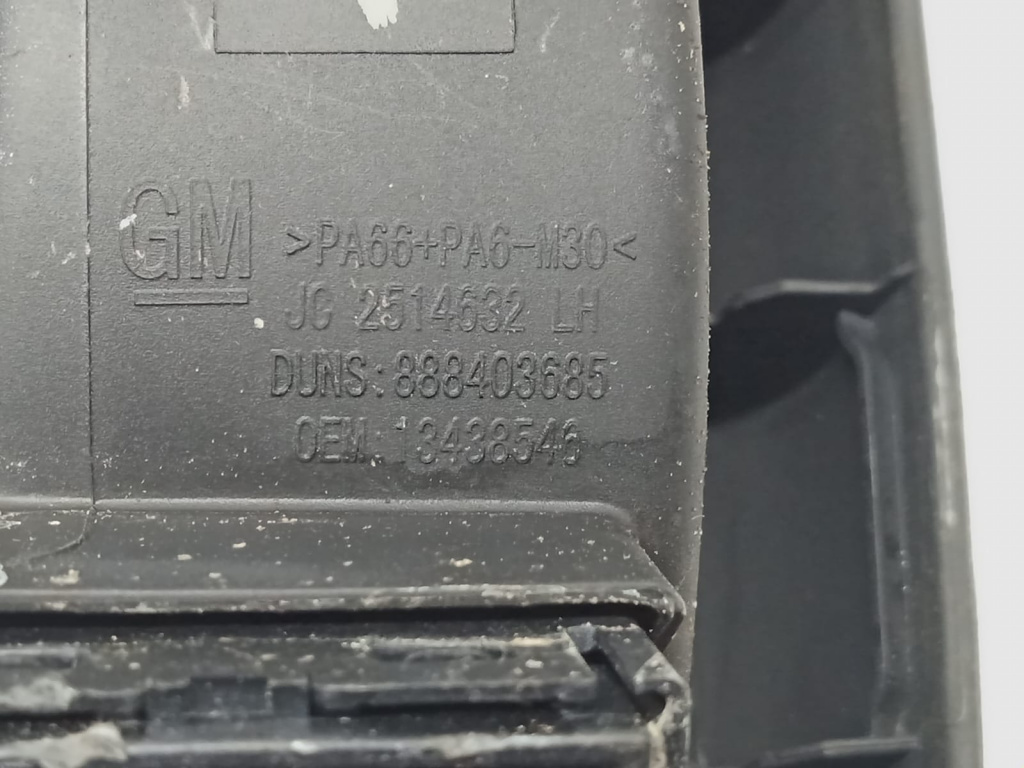 GM
>PA66+PA6-M30<
JC 2514632 LH
DUNS:888403685
OEM:13438546